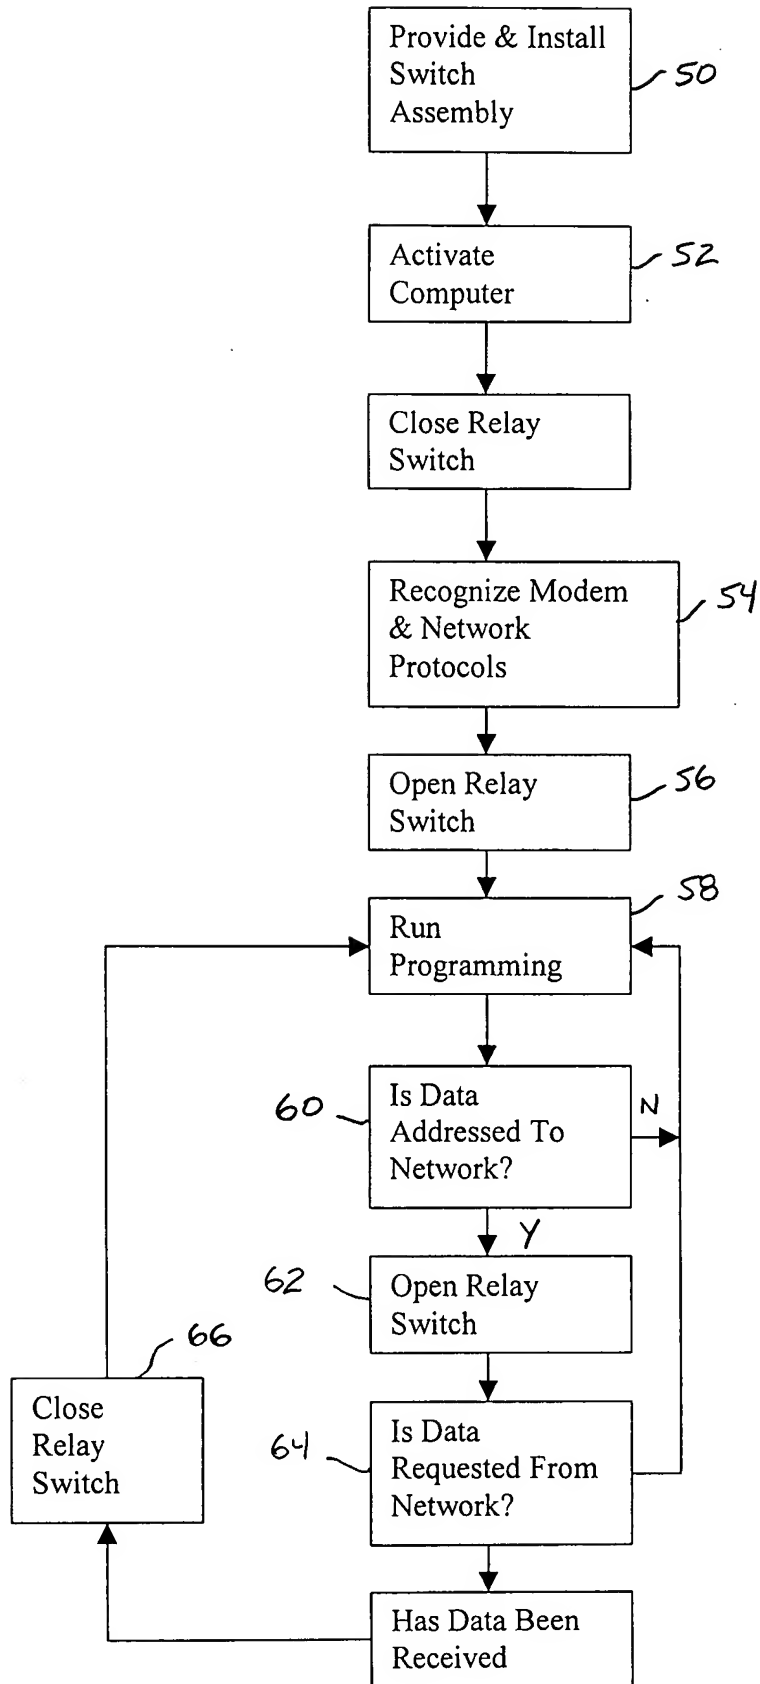 Provide & Install
Switch
Assembly
50
Activate
Computer
52
Close Relay
Switch
Recognize Modem
& Network
Protocols
54
Open Relay
Switch
56
58
Run
Programming
60
Is Data
Addressed To
Network?
N
Y
62
Open Relay
Switch
66
Close
Relay
Switch
64
Is Data
Requested From
Network?
Has Data Been
Received